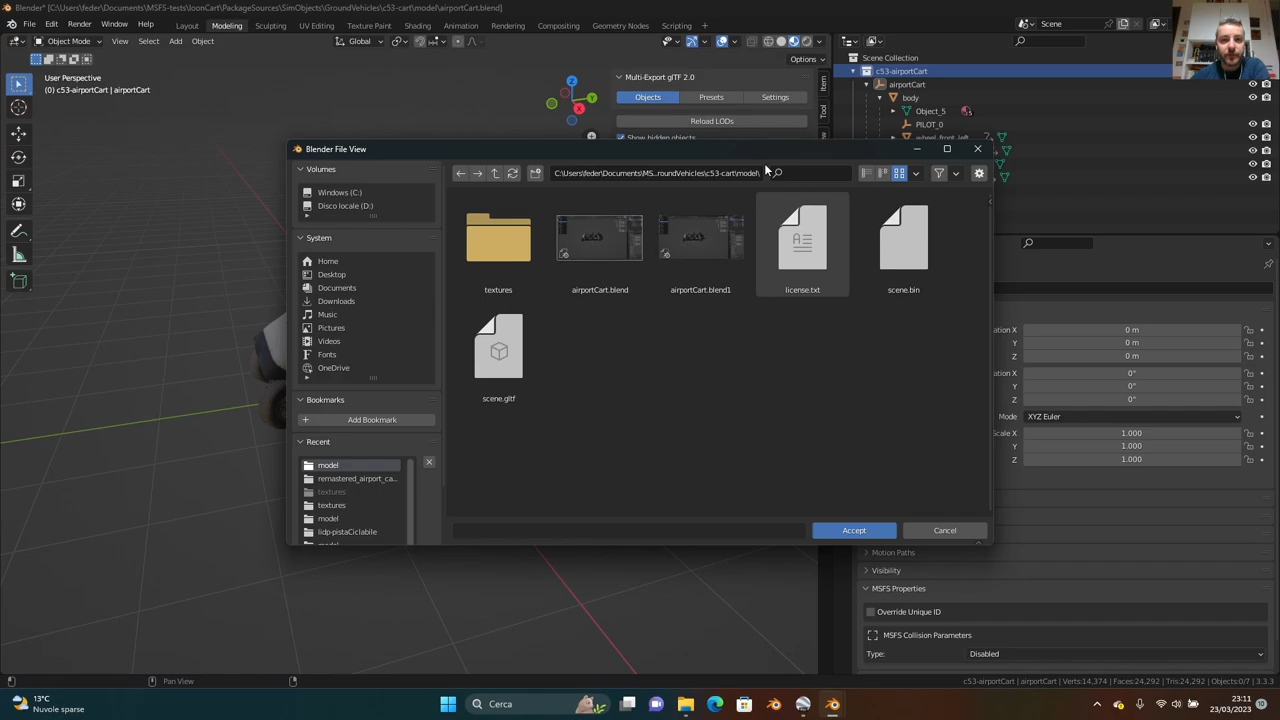 Blender* [C:\Users\feder\Documents\MSFS-tests\IoonCart\PackageSources\SimObjects\GroundVehicles\c53-cart\model\airportCart.blend]
File Edit Render Window Help Layout Modeling Sculpting UV Editing Texture Paint Shading Animation Rendering Compositing Geometry Nodes Scripting + Scene
Object Mode View Select Add Object Global
Options
User Perspective
(0) c53-airportCart | airportCart
Multi-Export glTF 2.0
Objects Presets Settings
Reload LODs
Show hidden objects
Item
Tool
Scene Collection
c53-airportCart
airportCart
body
Object_5
5
PILOT_0
wheel_front_left
Blender File View
Volumes
Windows (C:)
Disco locale (D:)
System
Home
Desktop
Documents
Downloads
Music
Pictures
Videos
Fonts
OneDrive
Bookmarks
Add Bookmark
Recent
model
remastered_airport_ca...
textures
textures
model
lidp-pistaCiclabile
C:\Users\feder\Documents\MS...roundVehicles\c53-cart\model\
textures
airportCart.blend
airportCart.blend1
license.txt
scene.bin
scene.gltf
Accept Cancel
ation X 0 m
Y 0 m
Z 0 m
ation X 0°
Y 0°
Z 0°
Mode XYZ Euler
Scale X 1.000
Y 1.000
Z 1.000
Motion Paths
Visibility
MSFS Properties
Override Unique ID
MSFS Collision Parameters
Type: Disabled
Pan View
c53-airportCart | airportCart | Verts:14,374 | Faces:24,292 | Tris:24,292 | Objects:0/7 | 3.3.3
13°C
Nuvole sparse
Cerca
23:11
23/03/2023